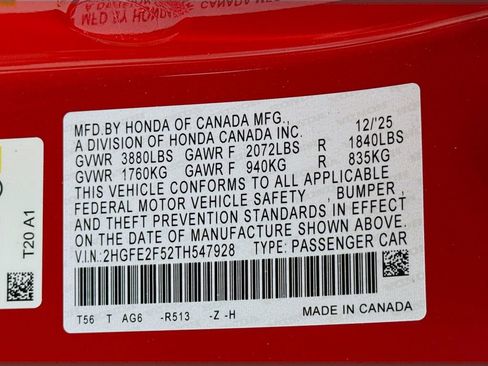 MFD.BY HONDA OF CANADA MFG., 12/'25
A DIVISION OF HONDA CANADA INC.
GVWR 3880LBS GAWR F 2072LBS R 1840LBS
GVWR 1760KG GAWR F 940KG R 835KG
THIS VEHICLE CONFORMS TO ALL APPLICABLE
FEDERAL MOTOR VEHICLE SAFETY , BUMPER ,
AND THEFT PREVENTION STANDARDS IN EFFECT
ON THE DATE OF MANUFACTURE SHOWN ABOVE.
V.I.N:2HGFE2F52TH547928 TYPE: PASSENGER CAR
T56 T AG6 -R513 -Z -H
MADE IN CANADA
T20 A1